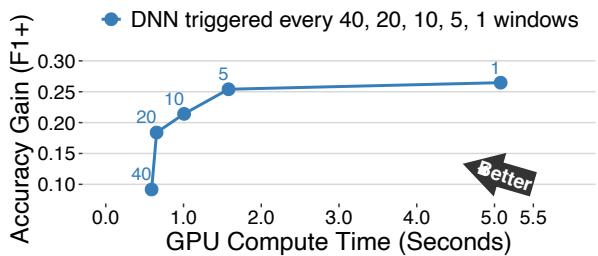 DNN triggered every 40, 20, 10, 5, 1 windows
Accuracy Gain (F1+)
0.30
0.25
0.20
0.15
0.10
40
20
10
5
1
Better
0.0 1.0 2.0 3.0 4.0 5.0 5.5
GPU Compute Time (Seconds)